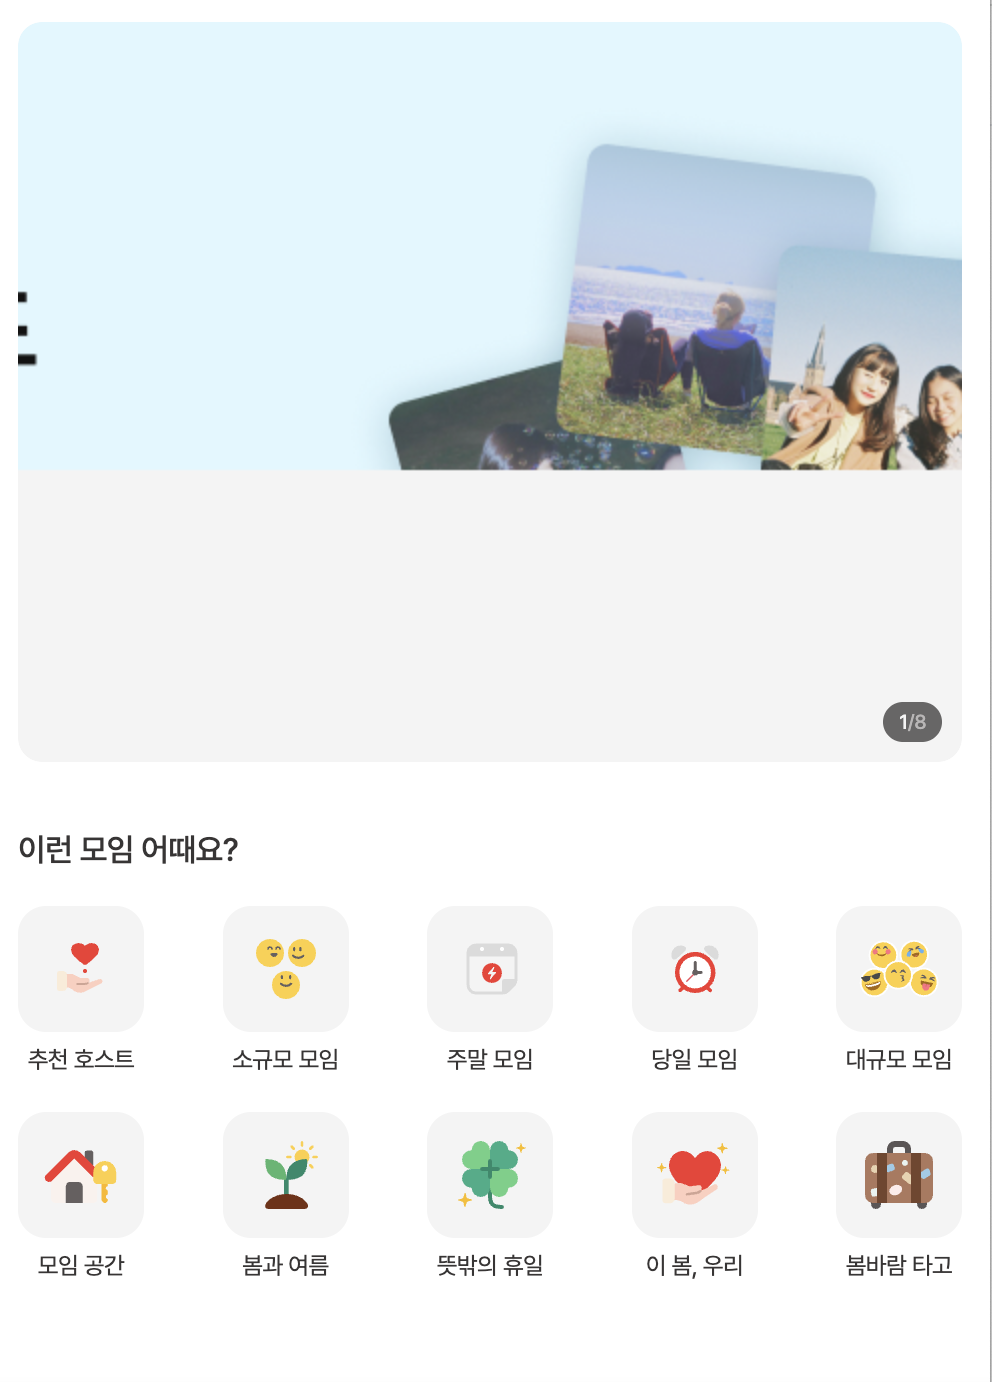 1/8
이런 모임 어때요?
추천 호스트
소규모 모임
주말 모임
당일 모임
대규모 모임
모임 공간
봄과 여름
뜻밖의 휴일
이 봄, 우리
봄바람 타고